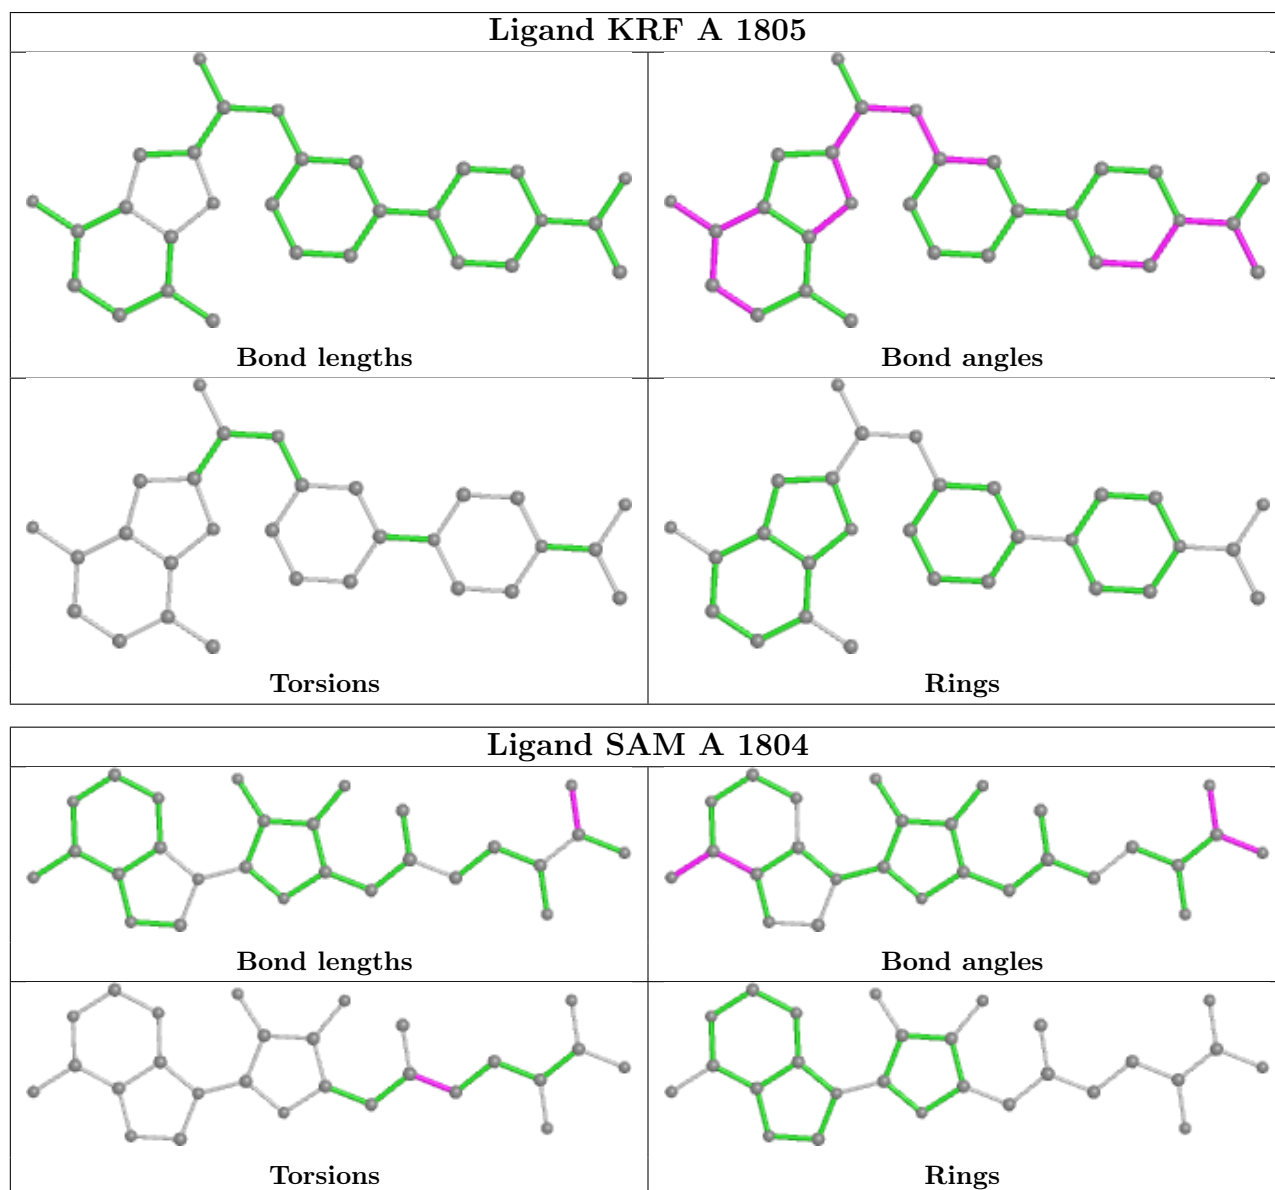 Ligand KRF A 1805
Bond lengths
Bond angles
Torsions
Rings
Ligand SAM A 1804
Bond lengths
Bond angles
Torsions
Rings